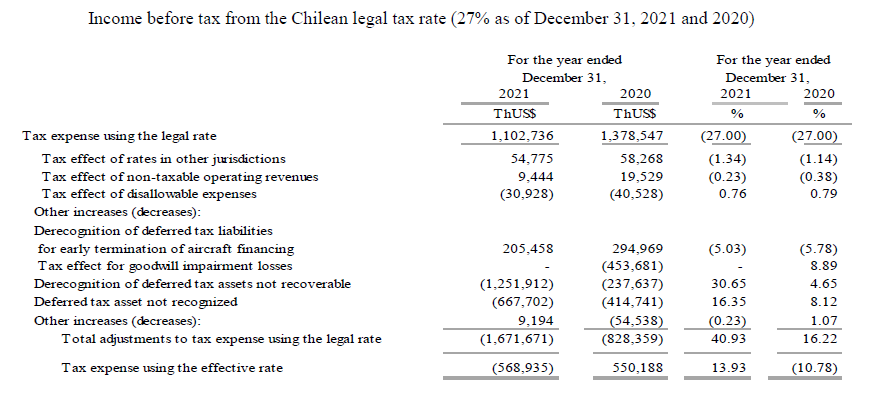 Income before tax from the Chilean legal tax rate (27% as of December 31, 2021 and 2020)
For the year ended For the year ended
December 31, December 31,
2021 2020 2021 2020
ThUS$ ThUS$ % %
Tax expense using the legal rate 1,102,736 1,378,547 (27.00) (27.00)
Tax effect of rates in other jurisdictions 54,775 58,268 (1.34) (1.14)
Tax effect of non-taxable operating revenues 9,444 19,529 (0.23) (0.38)
Tax effect of disallowable expenses (30,928) (40,528) 0.76 0.79
Other increases (decreases):
Derecognition of deferred tax liabilities
for early termination of aircraft financing 205,458 294,969 (5.03) (5.78)
Tax effect for goodwill impairment losses - (453,681) - 8.89
Derecognition of deferred tax assets not recoverable (1,251,912) (237,637) 30.65 4.65
Deferred tax asset not recognized (667,702) (414,741) 16.35 8.12
Other increases (decreases): 9,194 (54,538) (0.23) 1.07
Total adjustments to tax expense using the legal rate (1,671,671) (828,359) 40.93 16.22
Tax expense using the effective rate (568,935) 550,188 13.93 (10.78)